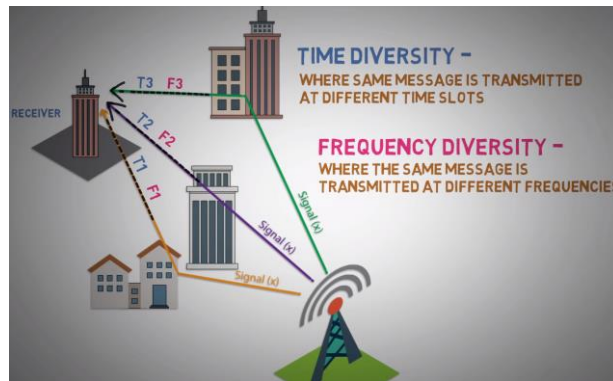 TIME DIVERSITY –
WHERE SAME MESSAGE IS TRANSMITTED
AT DIFFERENT TIME SLOTS
FREQUENCY DIVERSITY –
WHERE THE SAME MESSAGE IS
TRANSMITTED AT DIFFERENT FREQUENCIES
RECEIVER
T3 F3
T2 F2
T1 F1
Signal (x)
Signal (x)
Signal (x)